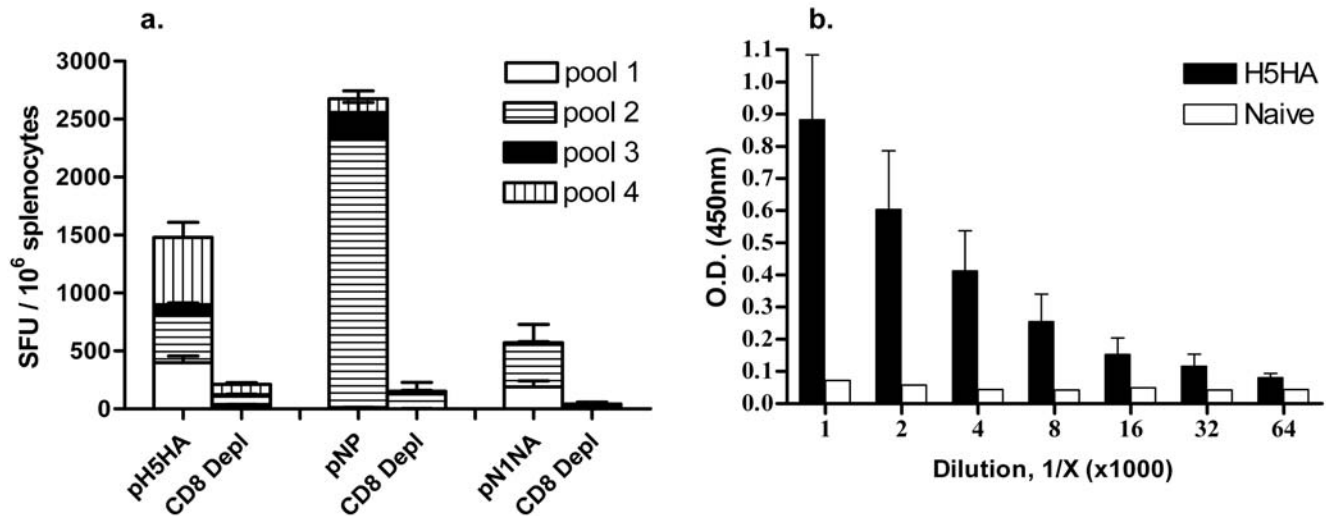 a.
SFU / 10⁶ splenocytes
3000
2500
2000
1500
1000
500
0
pool 1
pool 2
pool 3
pool 4
pH5HA
CD8 Depl
pNP
CD8 Depl
pN1NA
CD8 Depl
b.
O.D. (450nm)
1.1
1.0
0.9
0.8
0.7
0.6
0.5
0.4
0.3
0.2
0.1
0.0
H5HA
Naive
1 2 4 8 16 32 64
Dilution, 1/X (x1000)